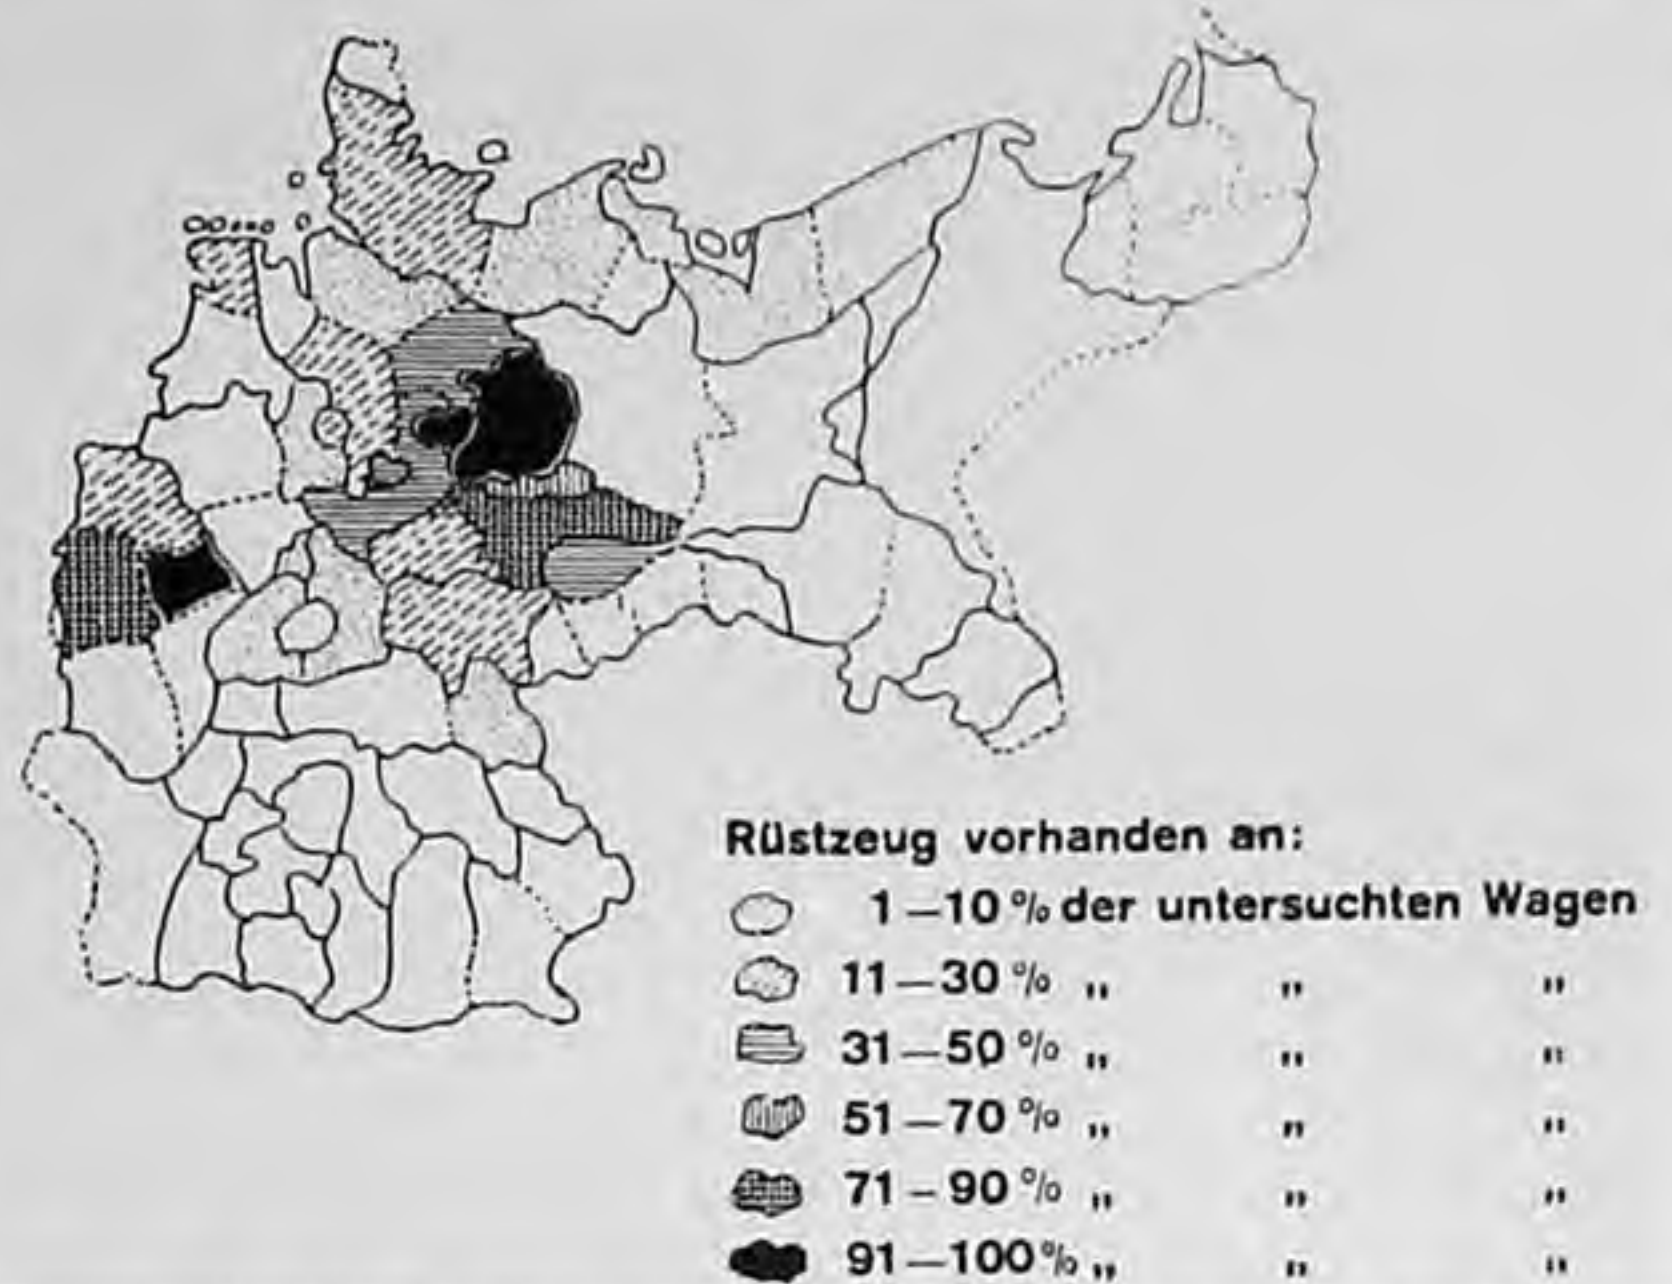 Rüstzeug vorhanden an:
1—10% der untersuchten Wagen
11—30% „ „ „
31—50% „ „ „
51—70% „ „ „
71—90% „ „ „
91—100% „ „ „